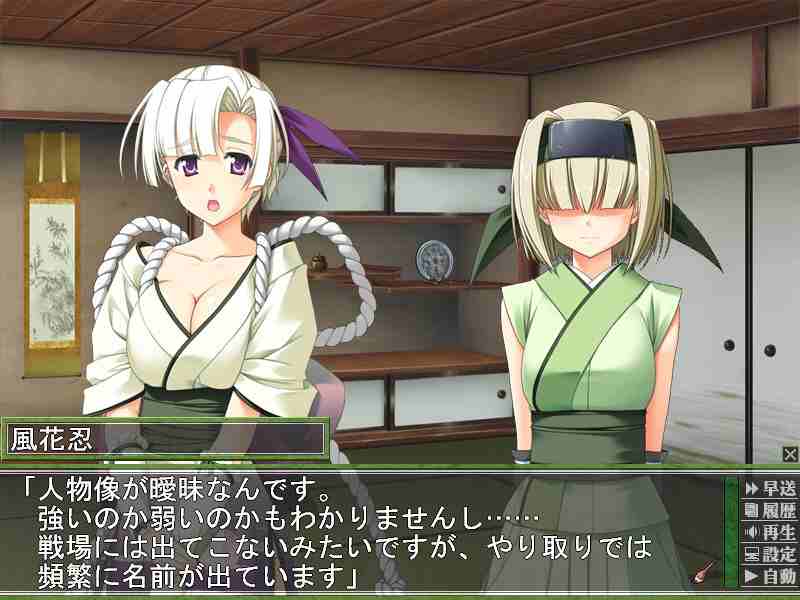 風花忍
「人物像が曖昧なんです。
強いのか弱いのかもわかりませんし……
戦場には出てこないみたいですが、やり取りでは
頻繁に名前が出ています」
早送
履歴
再生
設定
自動